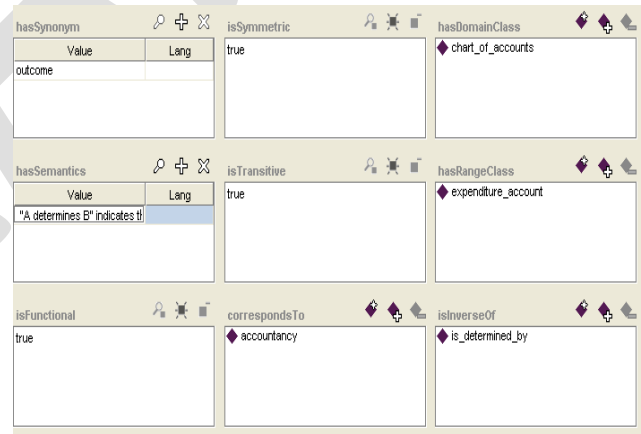 hasSynonym
Value Lang
outcome
isSymmetric
true
hasDomainClass
chart_of_accounts
hasSemantics
Value Lang
"A determines B" indicates th
isTransitive
true
hasRangeClass
expenditure_account
isFunctional
true
correspondsTo
accountancy
isInverseOf
is_determined_by